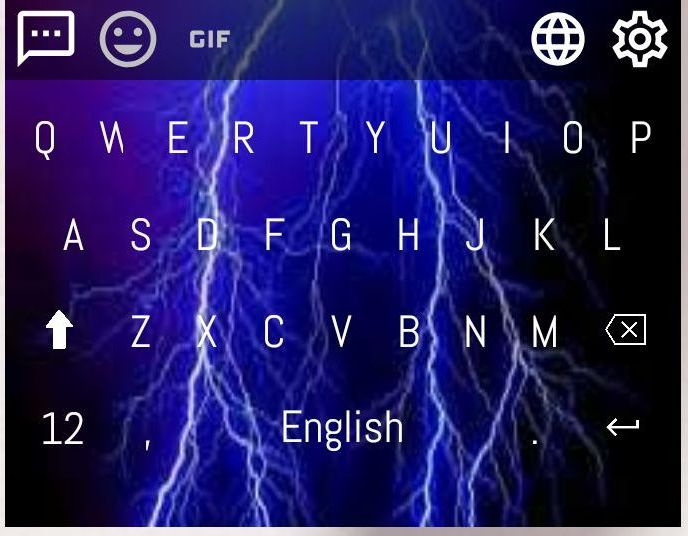 GIF
Q W E R T Y U I O P
A S D F G H J K L
Z X C V B N M
12 , English .